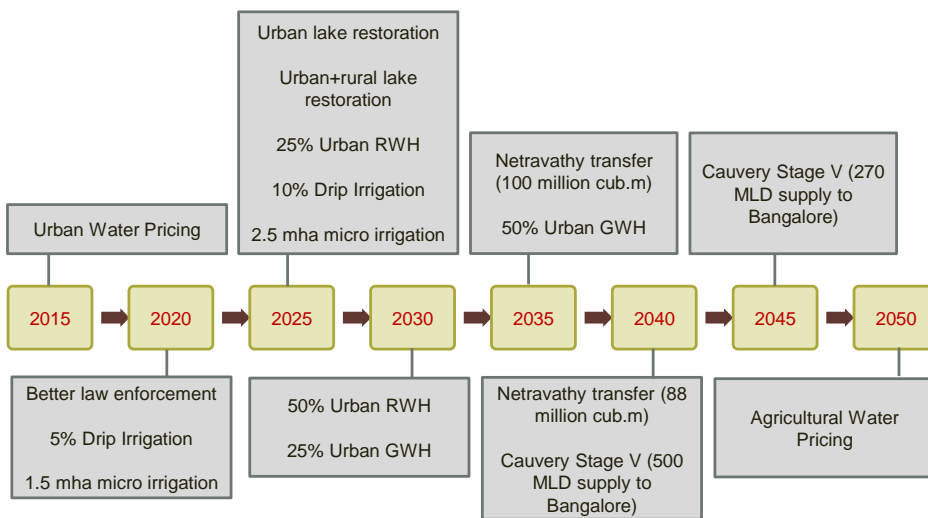 Urban lake restoration
Urban+rural lake
restoration
25% Urban RWH
10% Drip Irrigation
2.5 mha micro irrigation
Netravathy transfer
(100 million cub.m)
50% Urban GWH
Cauvery Stage V (270
MLD supply to
Bangalore)
Urban Water Pricing
2015
2020
2025
2030
2035
2040
2045
2050
Better law enforcement
5% Drip Irrigation
1.5 mha micro irrigation
50% Urban RWH
25% Urban GWH
Netravathy transfer (88
million cub.m)
Cauvery Stage V (500
MLD supply to
Bangalore)
Agricultural Water
Pricing